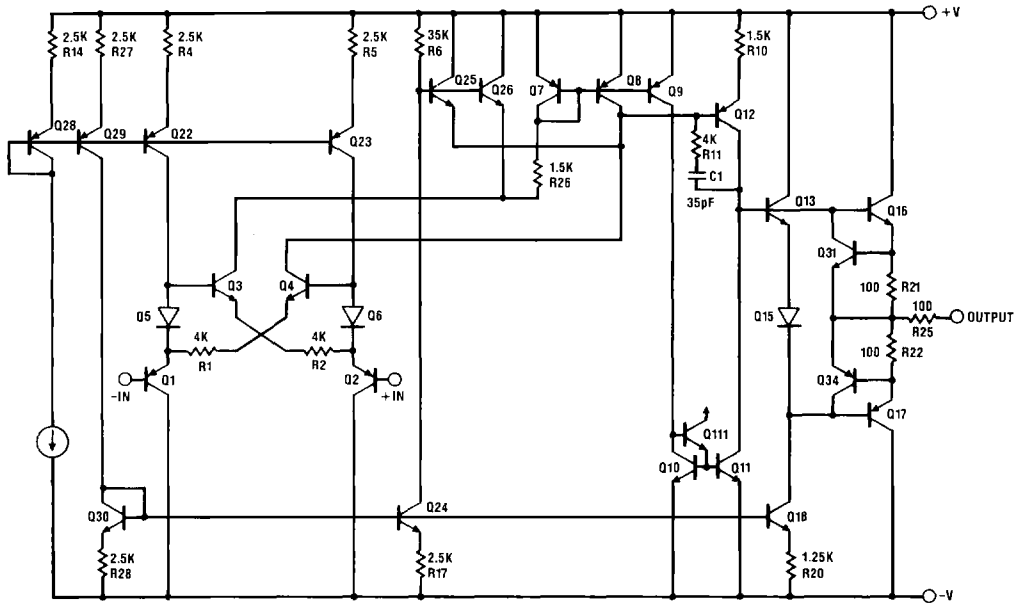 +V
2.5K
R14
2.5K
R27
2.5K
R4
2.5K
R5
35K
R6
1.5K
R10
Q25
Q26
Q7
Q8
Q9
Q28
Q29
Q22
Q23
Q12
4K
R11
C1
35pF
1.5K
R26
Q13
Q16
Q31
Q3
Q4
100
R21
Q5
Q6
Q15
100
R25
OUTPUT
4K
R1
4K
R2
100
R22
Q1
-IN
Q2
+IN
Q34
Q17
Q111
Q10
Q11
Q30
Q24
Q18
2.5K
R28
2.5K
R17
1.25K
R20
-V